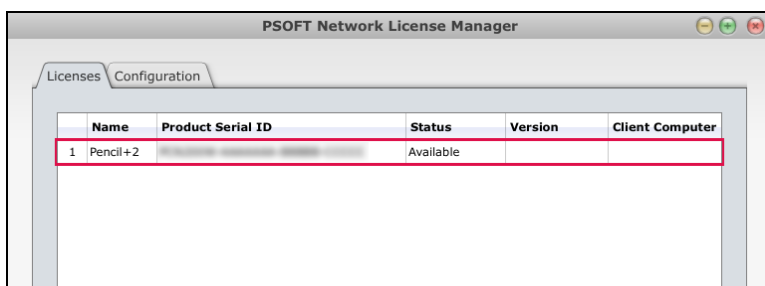 PSOFT Network License Manager
Licenses Configuration
Name Product Serial ID Status Version Client Computer
1 Pencil+2 Available